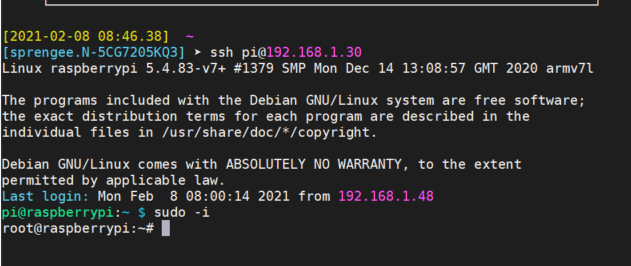 [2021-02-08 08:46.38]  ~
[sprengee.N-5CG7205KQ3] ➤ ssh pi@192.168.1.30
Linux raspberrypi 5.4.83-v7+ #1379 SMP Mon Dec 14 13:08:57 GMT 2020 armv7l
The programs included with the Debian GNU/Linux system are free software;
the exact distribution terms for each program are described in the
individual files in /usr/share/doc/*/copyright.
Debian GNU/Linux comes with ABSOLUTELY NO WARRANTY, to the extent
permitted by applicable law.
Last login: Mon Feb  8 08:00:14 2021 from 192.168.1.48
pi@raspberrypi:~ $ sudo -i
root@raspberrypi:~#